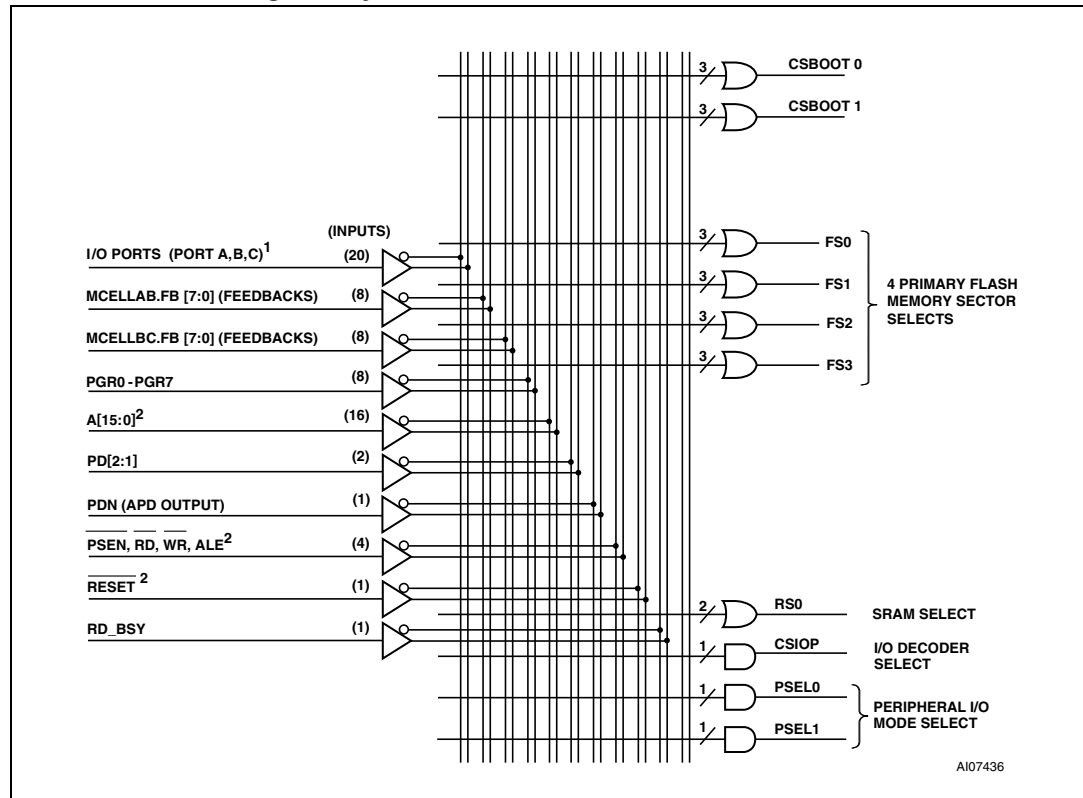 3 CSBOOT 0
3 CSBOOT 1
(INPUTS)
I/O PORTS (PORT A,B,C)1 (20)
MCELLAB.FB [7:0] (FEEDBACKS) (8)
MCELLBC.FB [7:0] (FEEDBACKS) (8)
PGR0 -PGR7 (8)
A[15:0]2 (16)
PD[2:1] (2)
PDN (APD OUTPUT) (1)
PSEN, RD, WR, ALE2 (4)
RESET 2 (1)
RD_BSY (1)
3 FS0
3 FS1
3 FS2
3 FS3
4 PRIMARY FLASH
MEMORY SECTOR
SELECTS
2 RS0 SRAM SELECT
1 CSIOP I/O DECODER
SELECT
1 PSEL0
1 PSEL1
PERIPHERAL I/O
MODE SELECT
AI07436